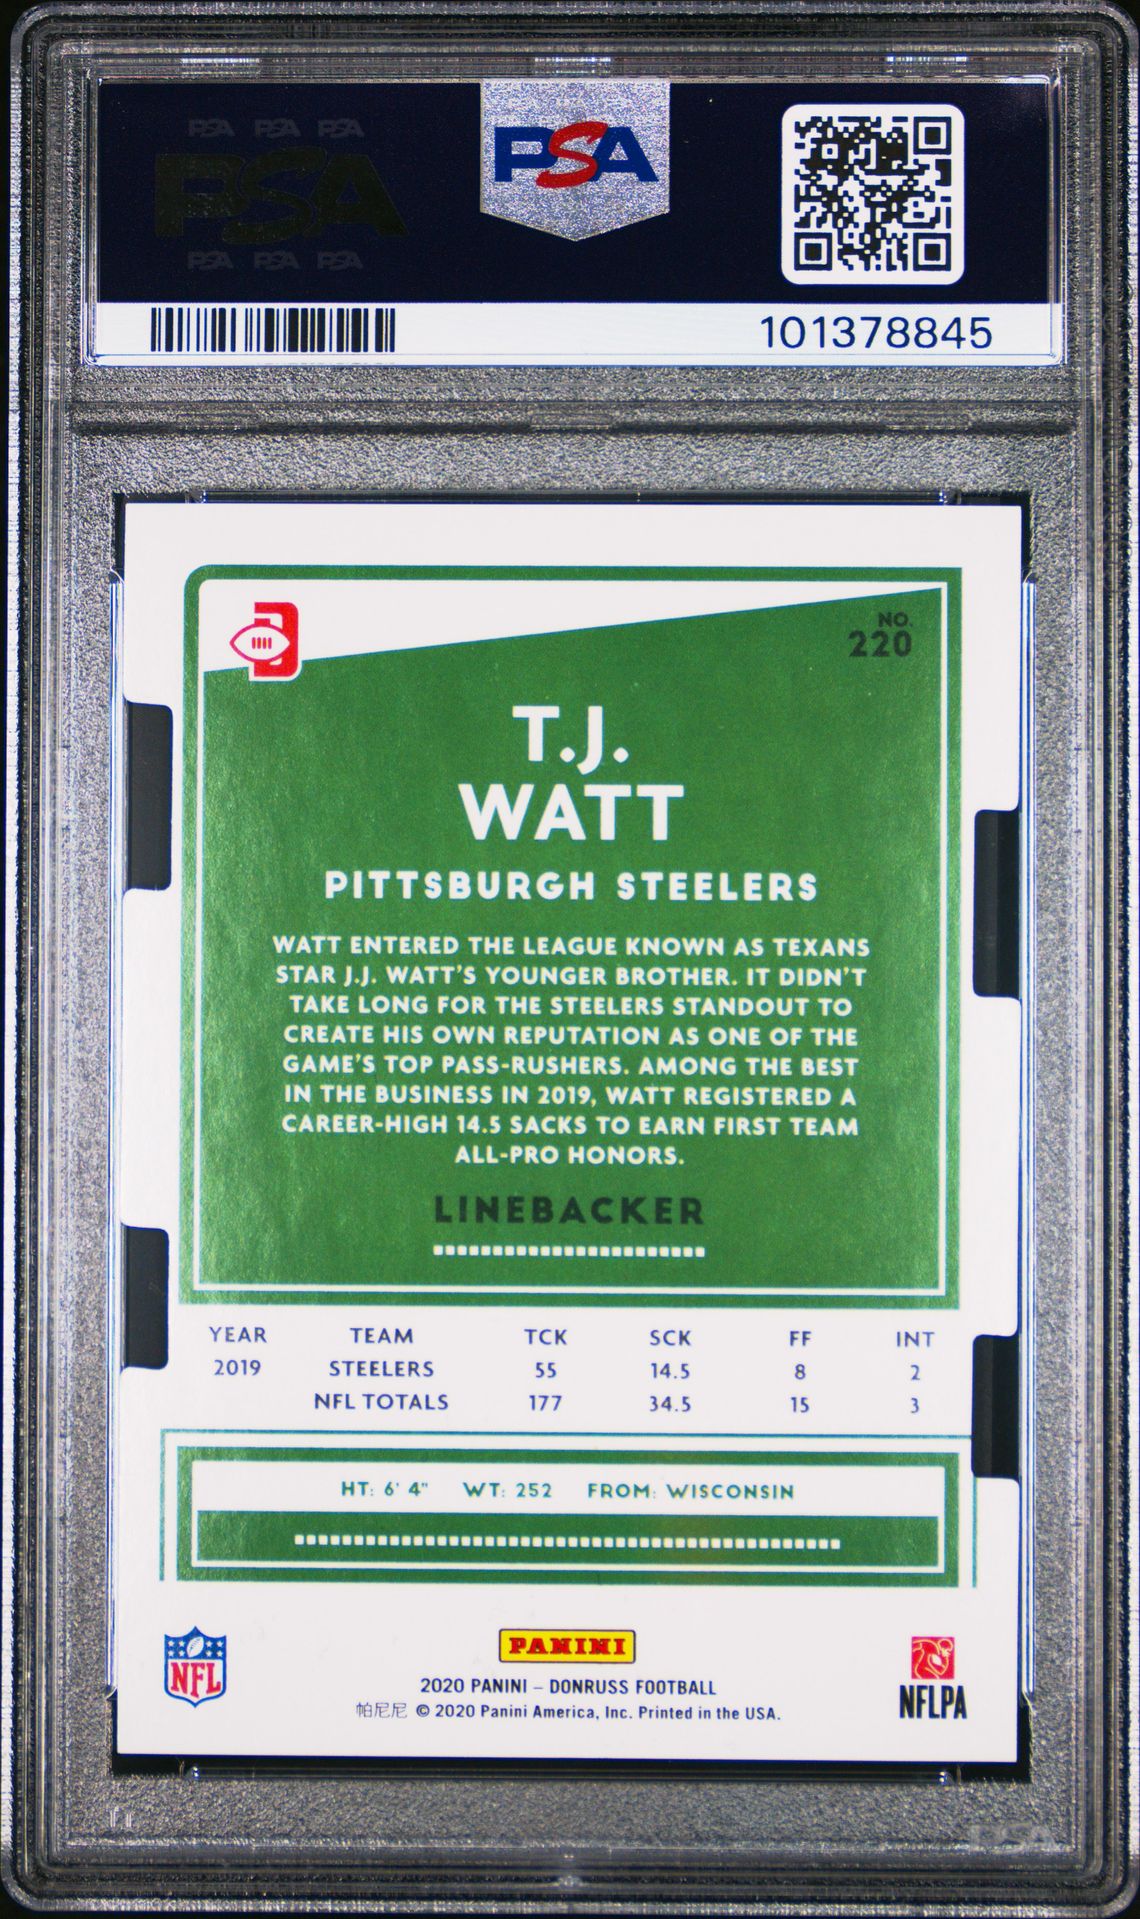 PSA PSA PSA
PSA
PSA PSA PSA
PSA
101378845
NO.
220
T.J.
WATT
PITTSBURGH STEELERS
WATT ENTERED THE LEAGUE KNOWN AS TEXANS
STAR J.J. WATT'S YOUNGER BROTHER. IT DIDN'T
TAKE LONG FOR THE STEELERS STANDOUT TO
CREATE HIS OWN REPUTATION AS ONE OF THE
GAME'S TOP PASS-RUSHERS. AMONG THE BEST
IN THE BUSINESS IN 2019, WATT REGISTERED A
CAREER-HIGH 14.5 SACKS TO EARN FIRST TEAM
ALL-PRO HONORS.
LINEBACKER
YEAR TEAM TCK SCK FF INT
2019 STEELERS 55 14.5 8 2
NFL TOTALS 177 34.5 15 3
HT: 6' 4" WT: 252 FROM: WISCONSIN
NFL
PANINI
NFLPA
2020 PANINI – DONRUSS FOOTBALL
帕尼尼 © 2020 Panini America, Inc. Printed in the USA.
PSA